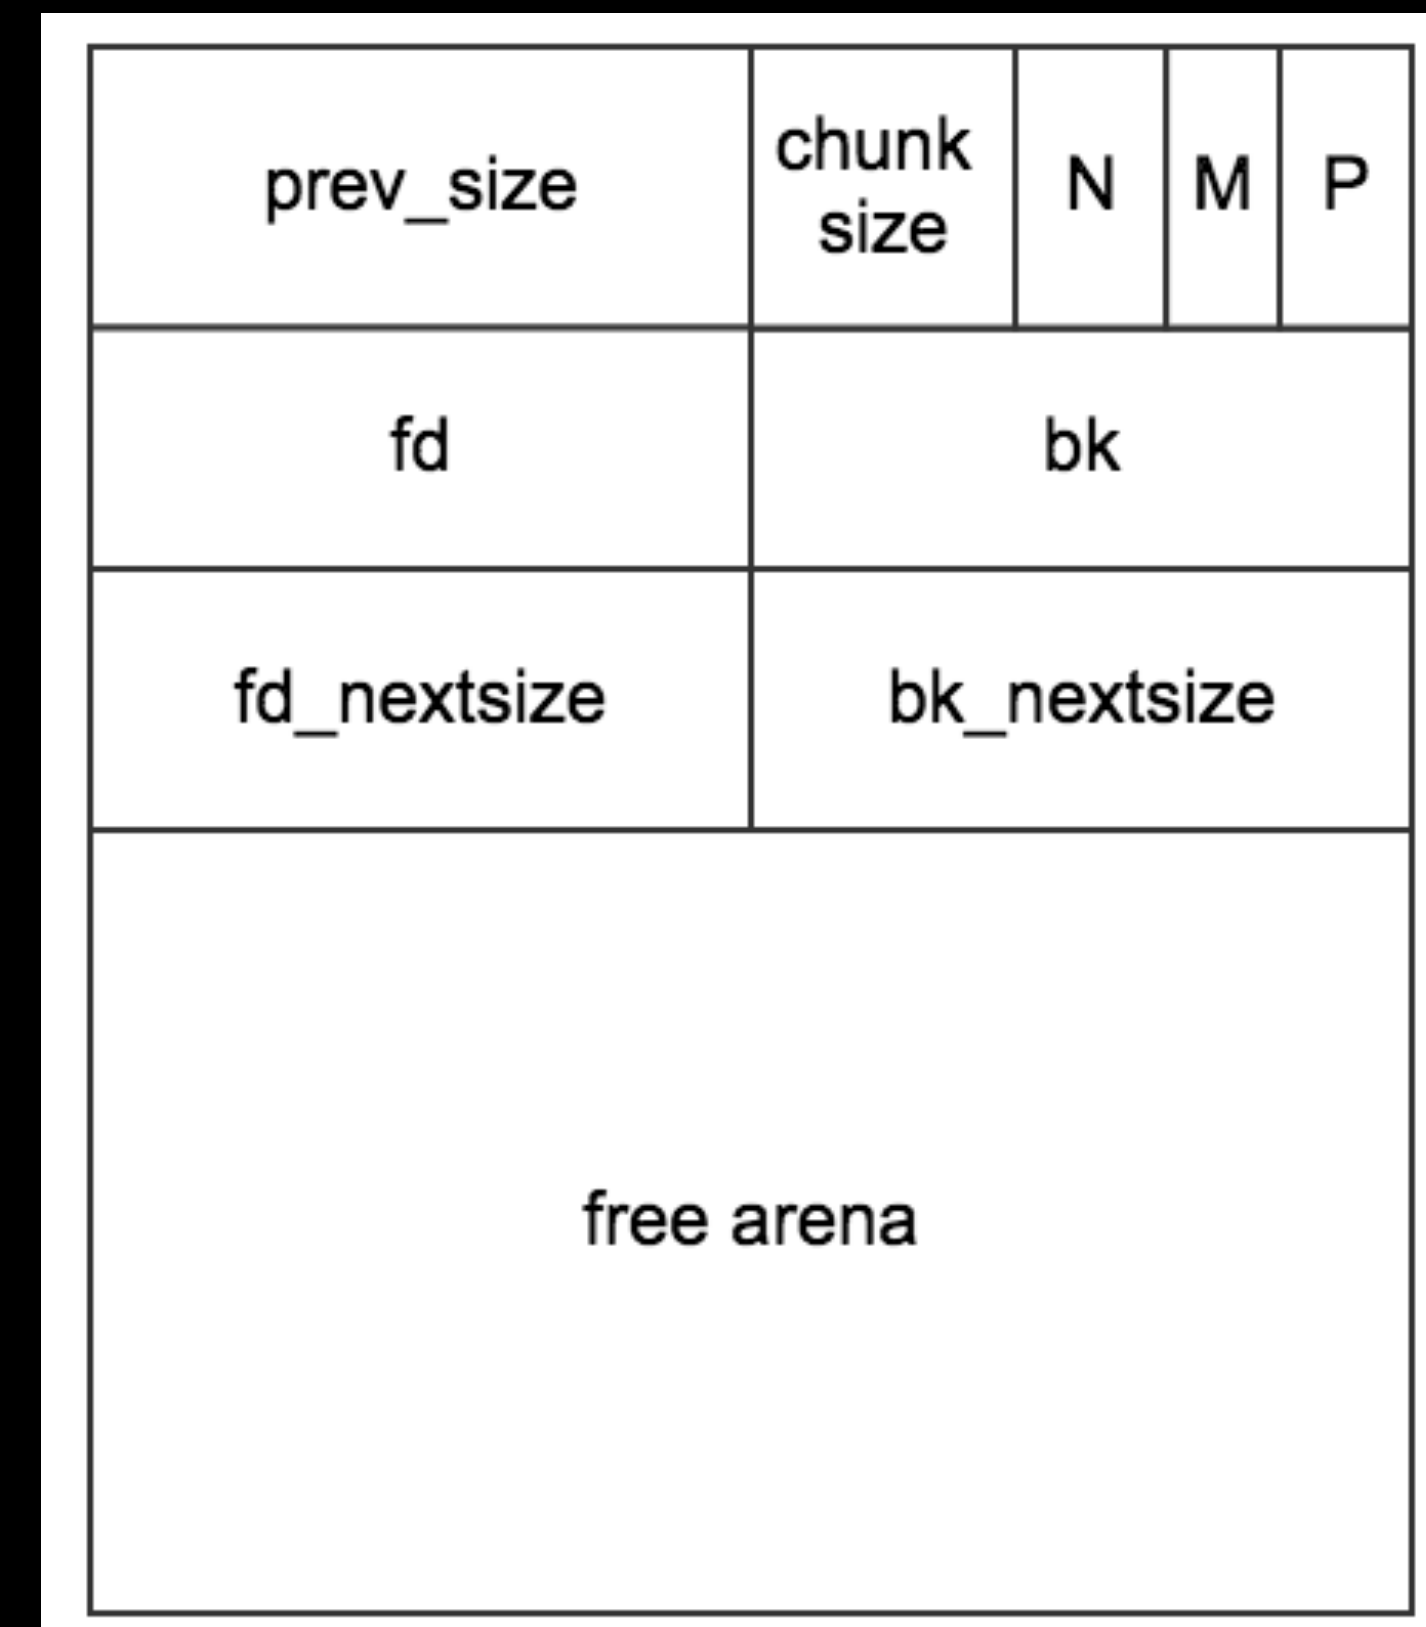 prev_size
chunk
size
N
M
P
fd
bk
fd_nextsize
bk_nextsize
free arena